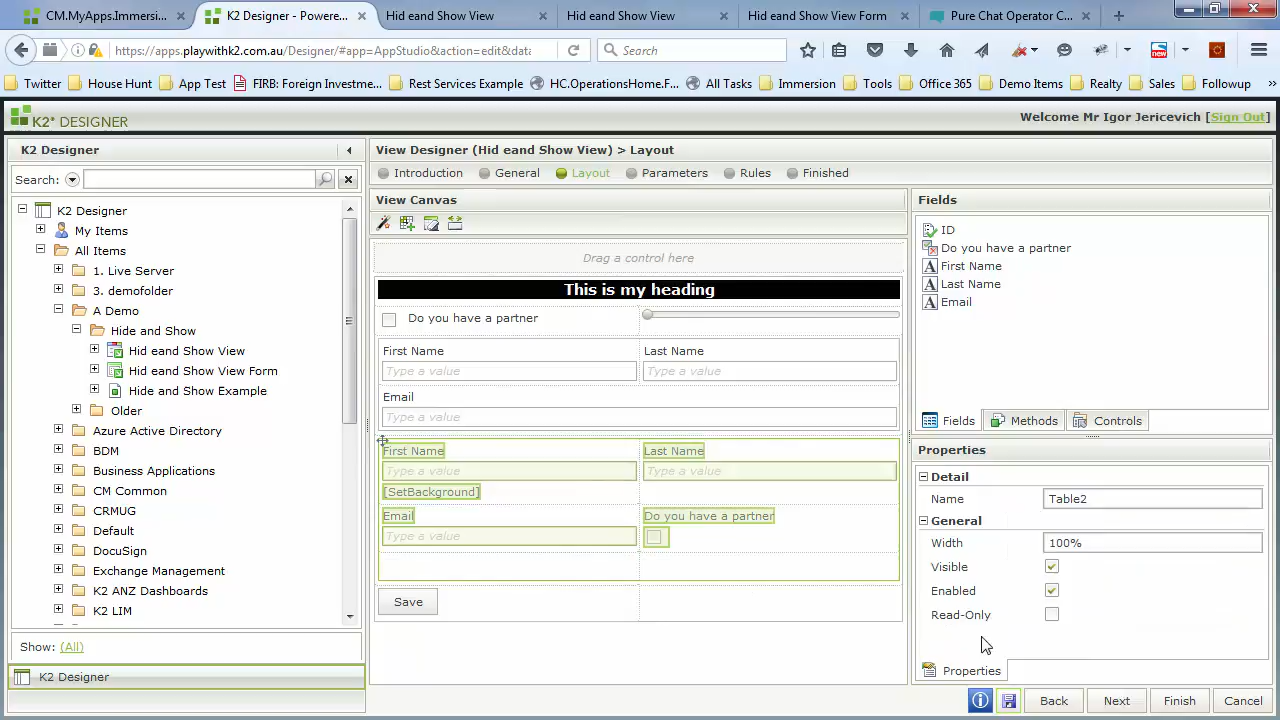 CM.MyApps.Immersi...
K2 Designer - Powere...
Hid eand Show View
Hid eand Show View
Hid eand Show View Form
Pure Chat Operator C...
https://apps.playwithk2.com.au/Designer/#app=AppStudio&action=edit&data
Search
new
Twitter
House Hunt
App Test
FIRB: Foreign Investme...
Rest Services Example
HC.OperationsHome.F...
All Tasks
Immersion
Tools
Office 365
Demo Items
Realty
Sales
Followup
K2 DESIGNER
Welcome Mr Igor Jericevich [Sign Out]
K2 Designer
View Designer (Hid eand Show View) > Layout
Search:
Introduction
General
Layout
Parameters
Rules
Finished
View Canvas
Fields
K2 Designer
My Items
All Items
1. Live Server
3. demofolder
A Demo
Hide and Show
Hid eand Show View
Hid eand Show View Form
Hide and Show Example
Older
Azure Active Directory
BDM
Business Applications
CM Common
CRMUG
Default
DocuSign
Exchange Management
K2 ANZ Dashboards
K2 LIM
Show: (All)
K2 Designer
Drag a control here
This is my heading
Do you have a partner
First Name
Last Name
Type a value
Type a value
Email
Type a value
First Name
Last Name
Type a value
Type a value
[SetBackground]
Email
Do you have a partner
Type a value
Save
ID
Do you have a partner
First Name
Last Name
Email
Fields
Methods
Controls
Properties
Detail
Name
Table2
General
Width
100%
Visible
Enabled
Read-Only
Properties
Back
Next
Finish
Cancel